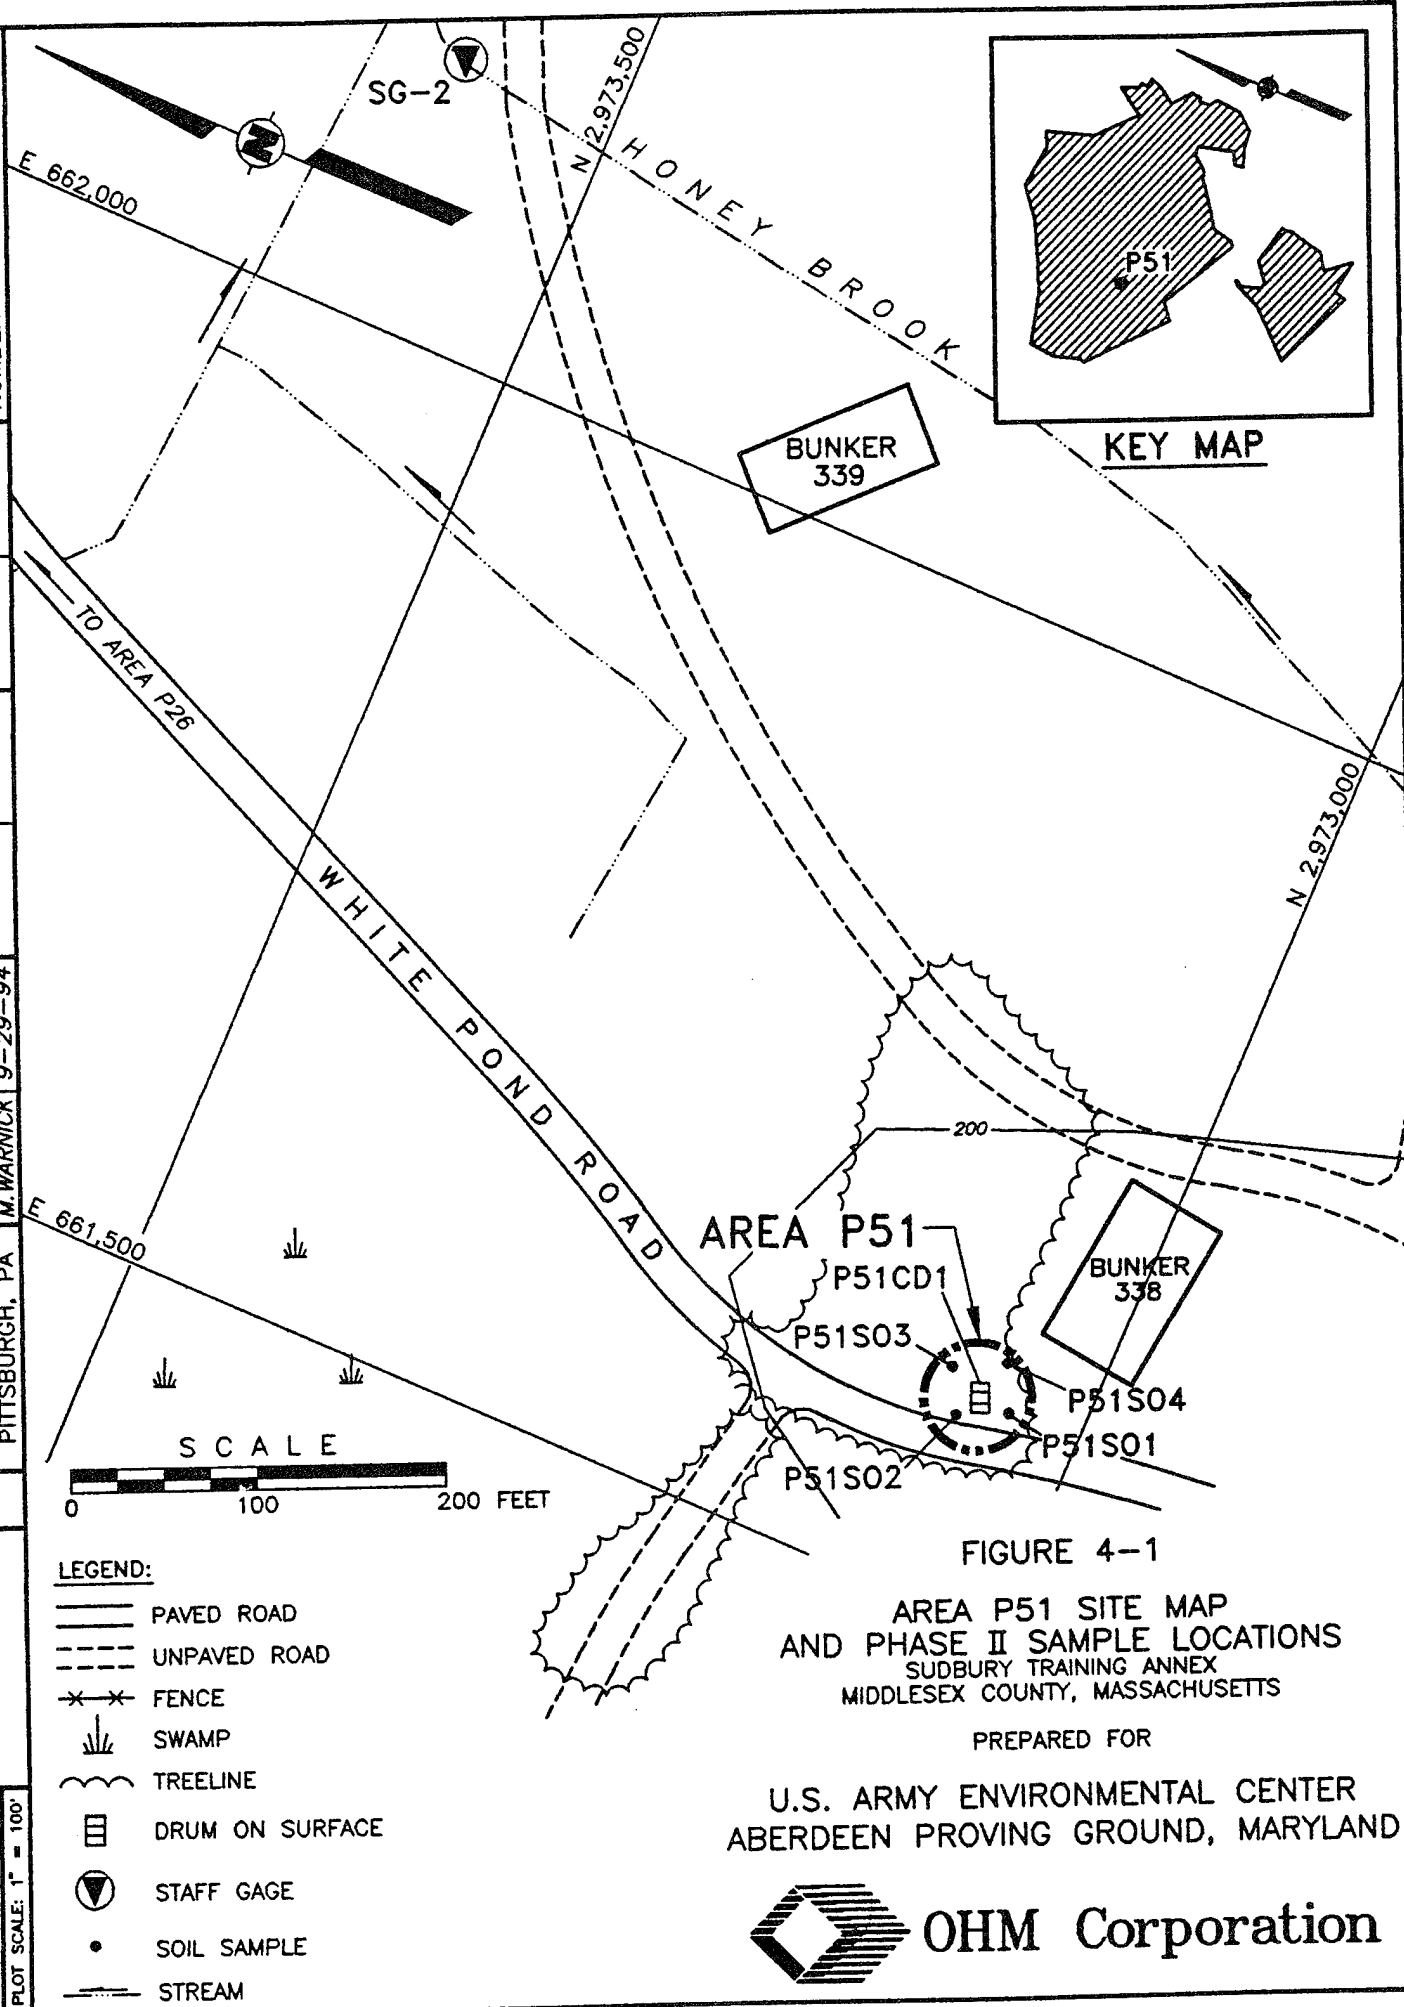 SG-2
N 2,973,500
HONEY BROOK
N
E 662,000
P51
KEY MAP
BUNKER
339
TO AREA P26
N 2,973,000
WHITE POND ROAD
200
E 661,500
AREA P51
P51CD1
BUNKER
338
P51SO3
P51SO4
P51SO1
P51SO2
SCALE
0 100 200 FEET
LEGEND:
PAVED ROAD
UNPAVED ROAD
FENCE
SWAMP
TREELINE
DRUM ON SURFACE
STAFF GAGE
SOIL SAMPLE
STREAM
FIGURE 4-1
AREA P51 SITE MAP
AND PHASE II SAMPLE LOCATIONS
SUDBURY TRAINING ANNEX
MIDDLESEX COUNTY, MASSACHUSETTS
PREPARED FOR
U.S. ARMY ENVIRONMENTAL CENTER
ABERDEEN PROVING GROUND, MARYLAND
OHM Corporation
PITTSBURGH, PA M.WARNICK 9-29-94
PLOT SCALE: 1" = 100'